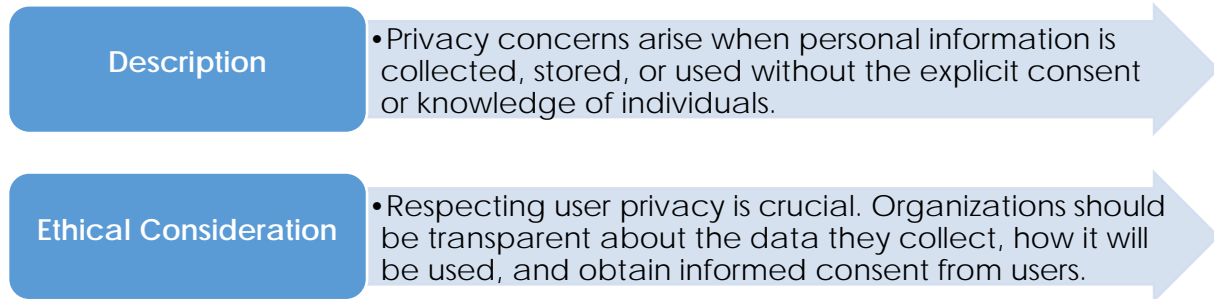 Description
•Privacy concerns arise when personal information is
collected, stored, or used without the explicit consent
or knowledge of individuals.
Ethical Consideration
•Respecting user privacy is crucial. Organizations should
be transparent about the data they collect, how it will
be used, and obtain informed consent from users.